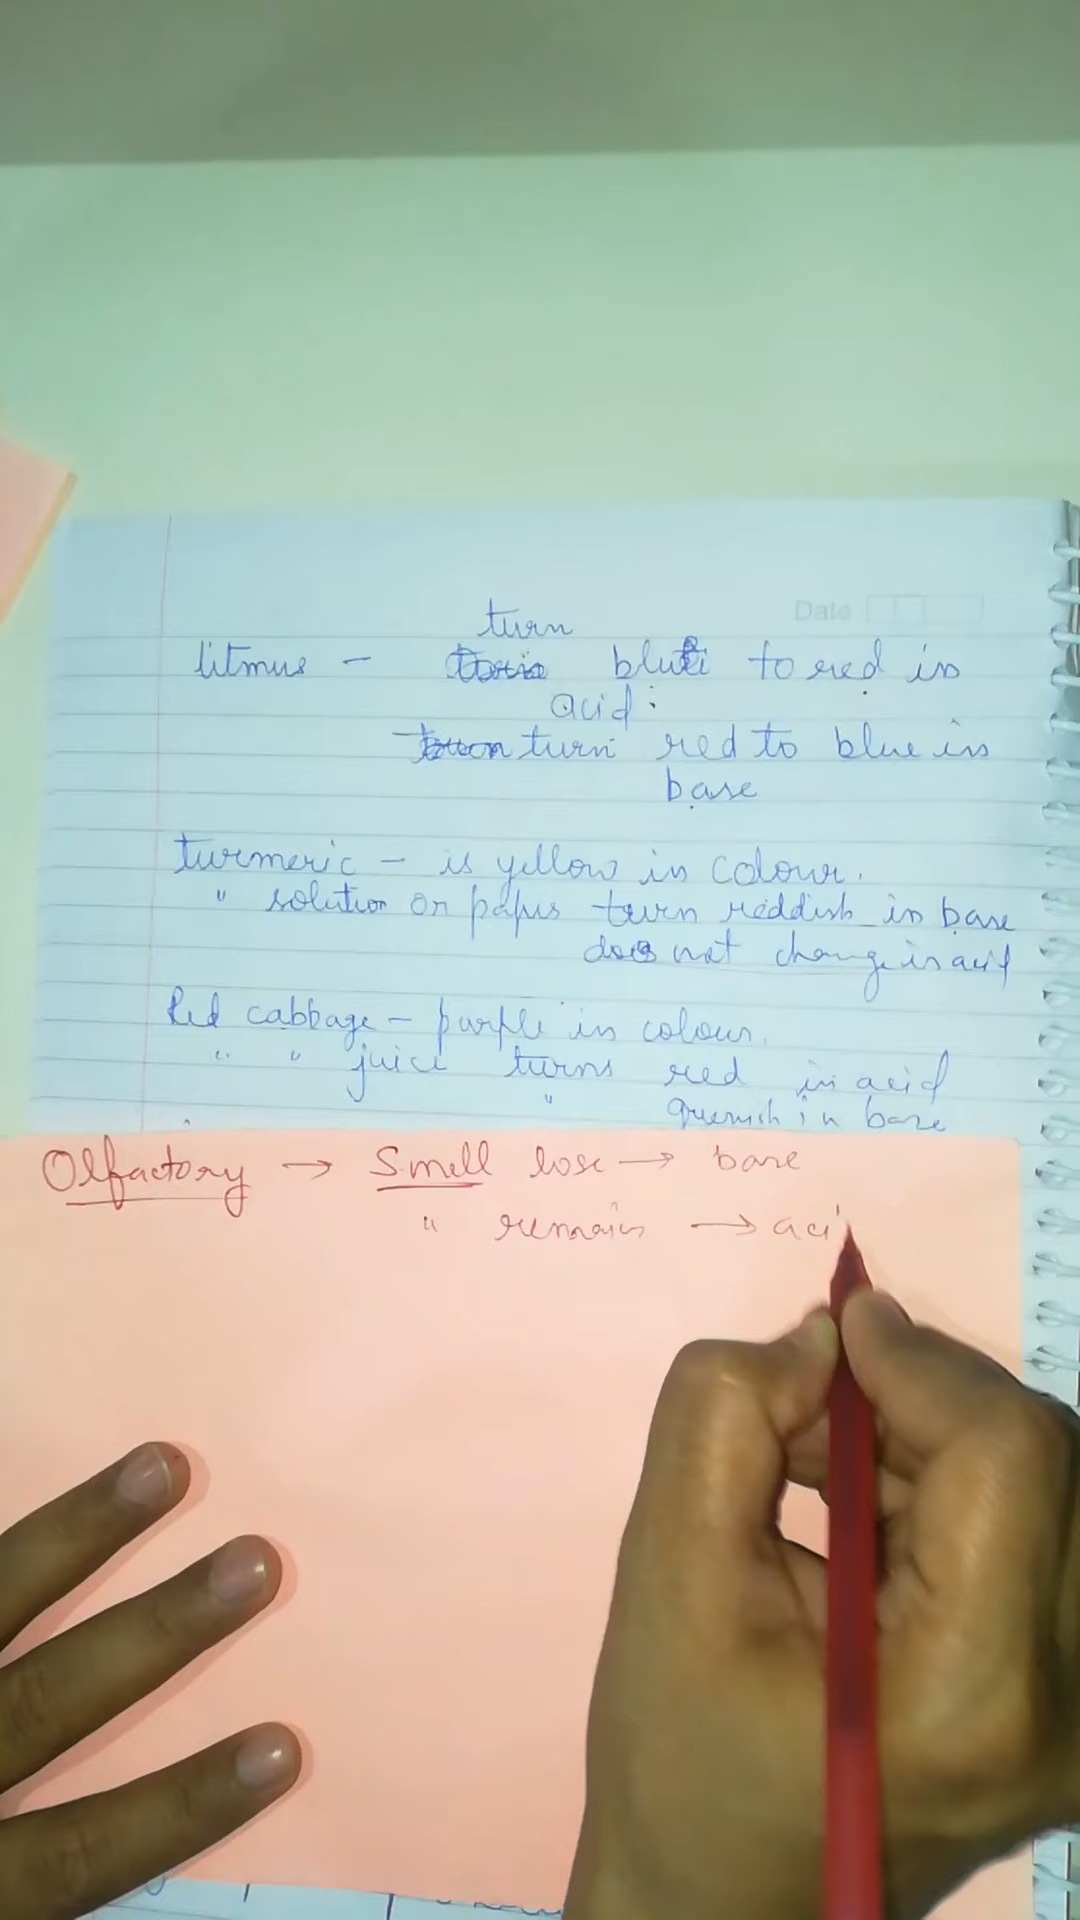 Date
turn
litmus - blue to red in
acid.
turn red to blue in
base
turmeric - is yellow in colour.
" solution or paper turn reddish in base
does not change in acid
Red cabbage - purple in colour.
" " juice turns red in acid
" greenish in base
Olfactory → Smell lose → base
" remains → aci